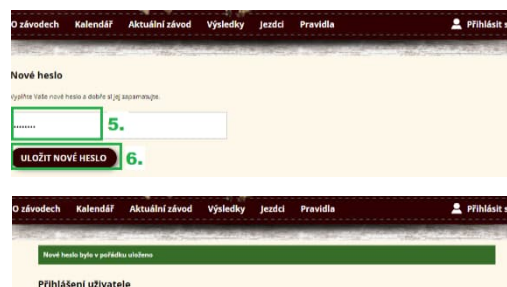 O závodech Kalendář Aktuální závod Výsledky Jezdci Pravidla Přihlásit s
Nové heslo
Vyplňte Vaše nové heslo a dobře si jej zapamatujte.
........ 5.
ULOŽIT NOVÉ HESLO 6.
O závodech Kalendář Aktuální závod Výsledky Jezdci Pravidla Přihlásit s
Nové heslo bylo v pořádku uloženo
Přihlášení uživatele